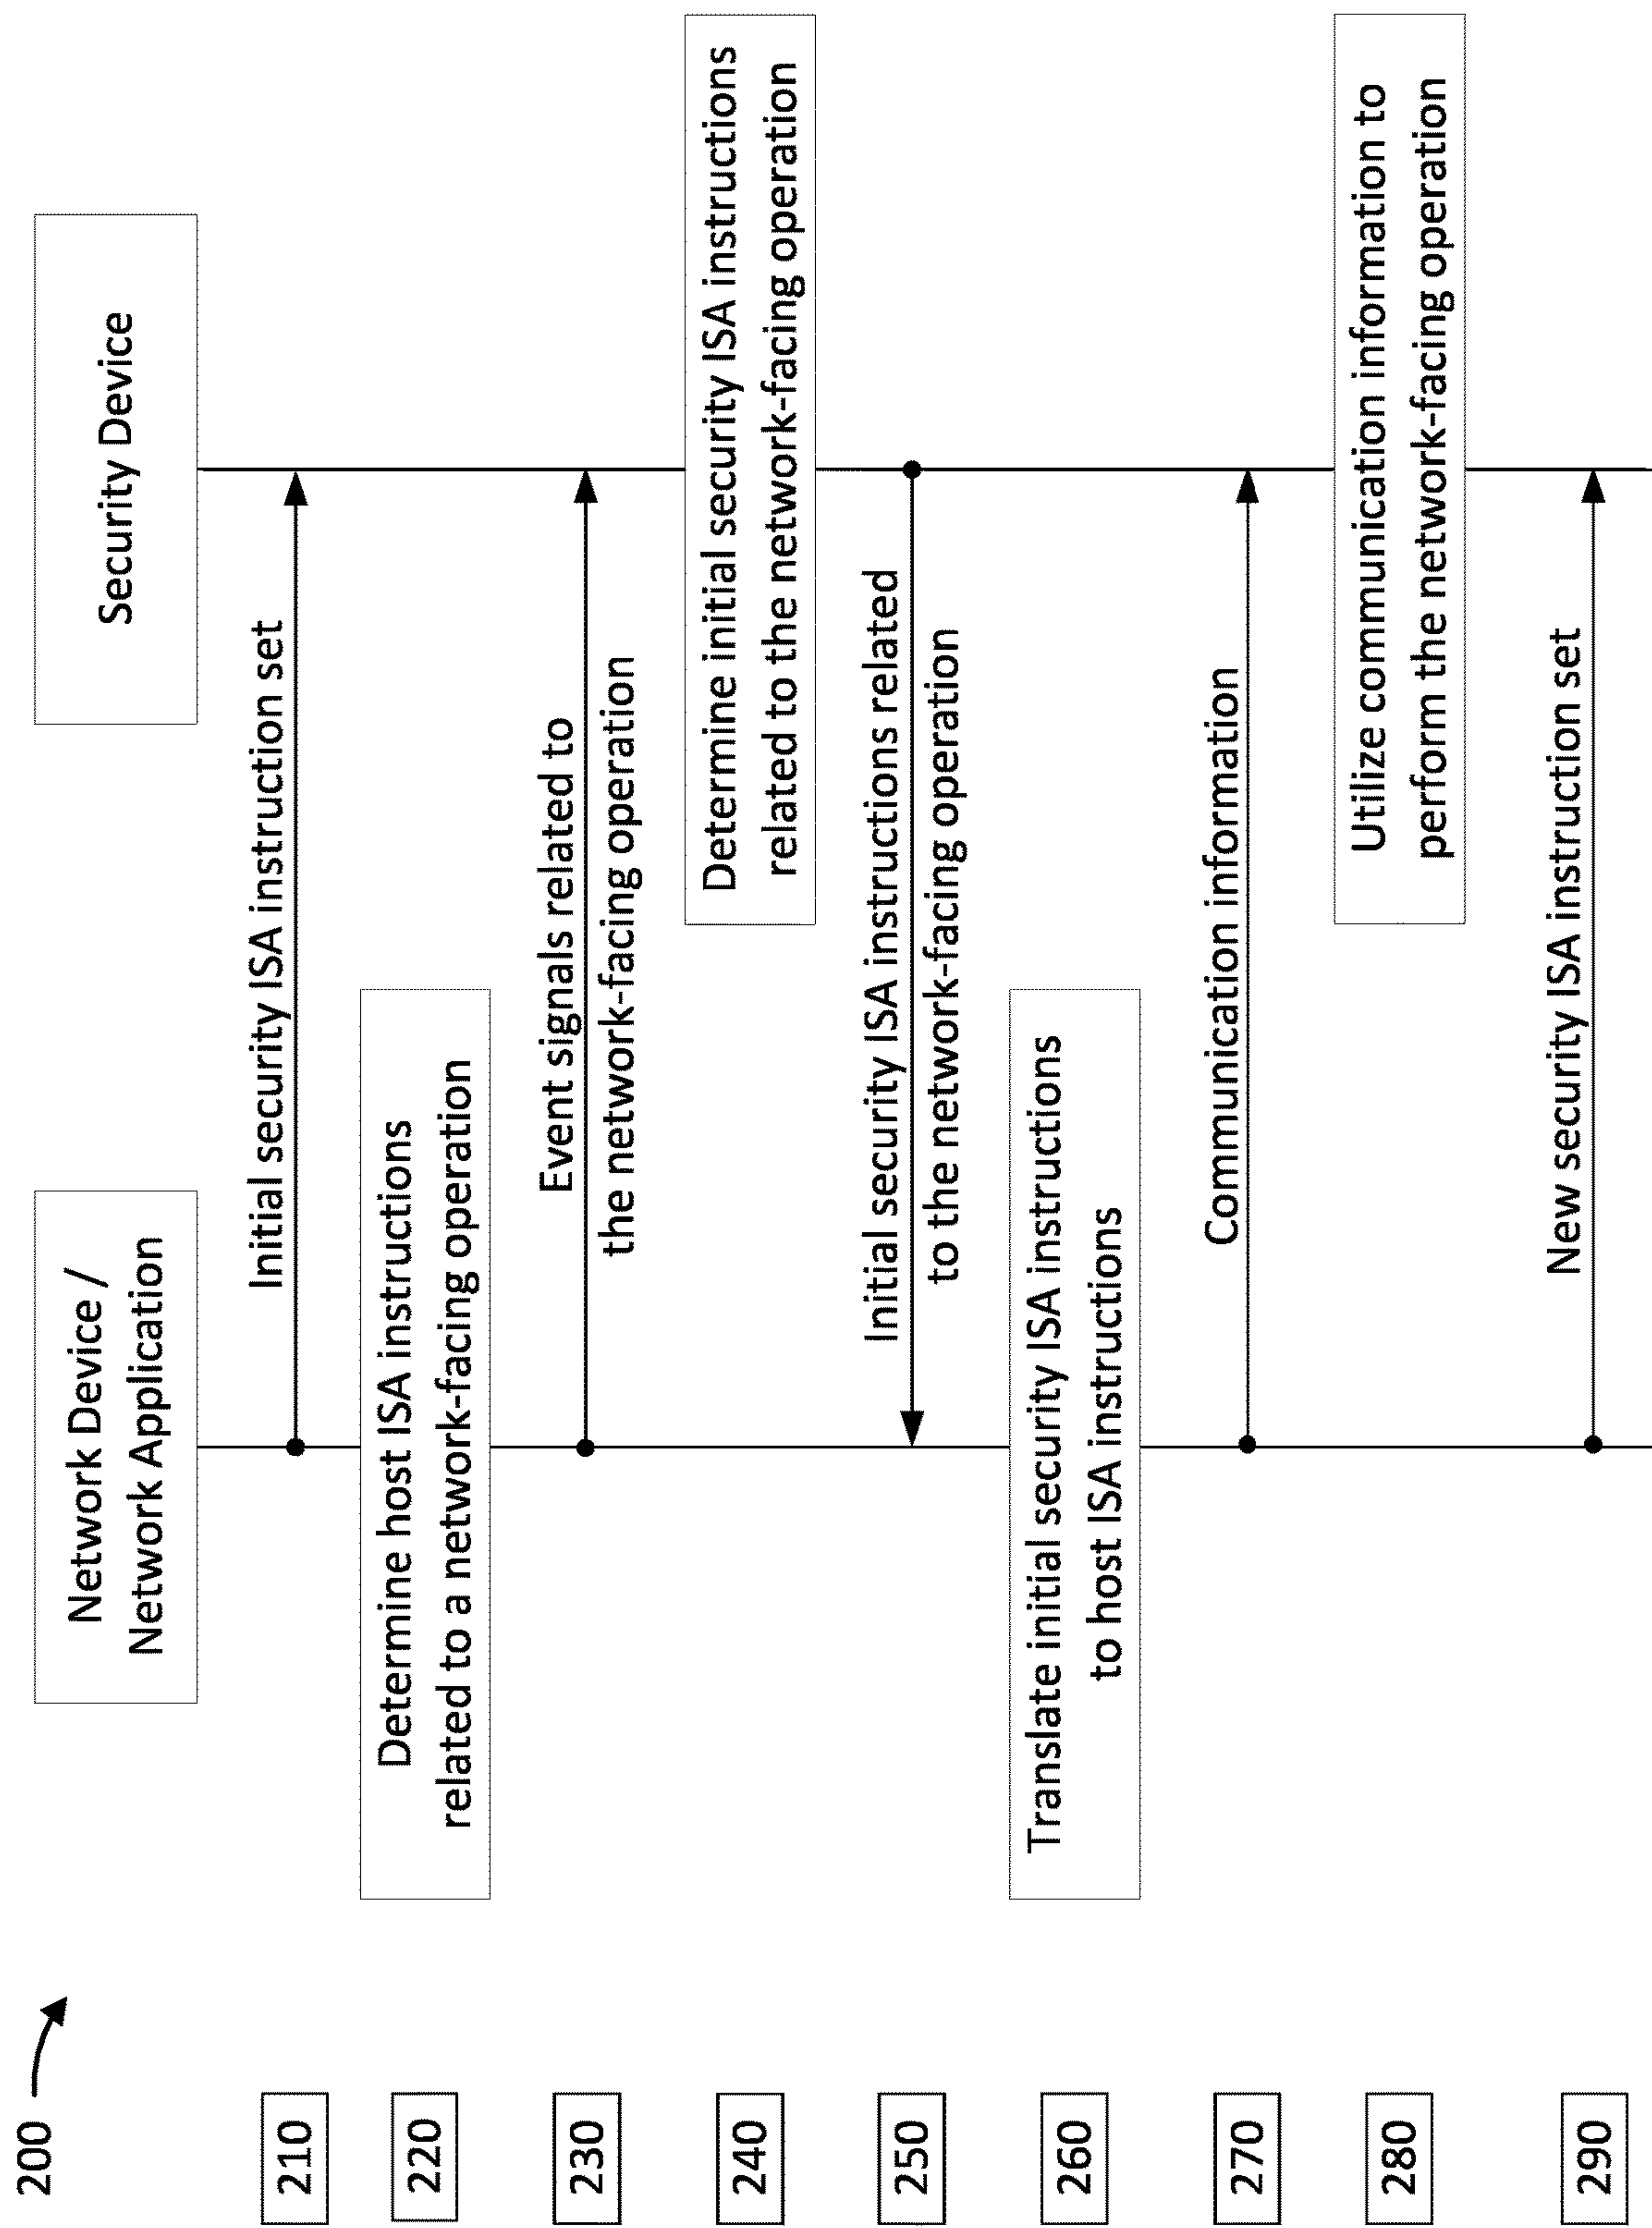 200
Network Device /
Network Application
Security Device
210
Initial security ISA instruction set
220
Determine host ISA instructions
related to a network-facing operation
230
Event signals related to
the network-facing operation
240
Determine initial security ISA instructions
related to the network-facing operation
250
Initial security ISA instructions related
to the network-facing operation
260
Translate initial security ISA instructions
to host ISA instructions
270
Communication information
280
Utilize communication information to
perform the network-facing operation
290
New security ISA instruction set